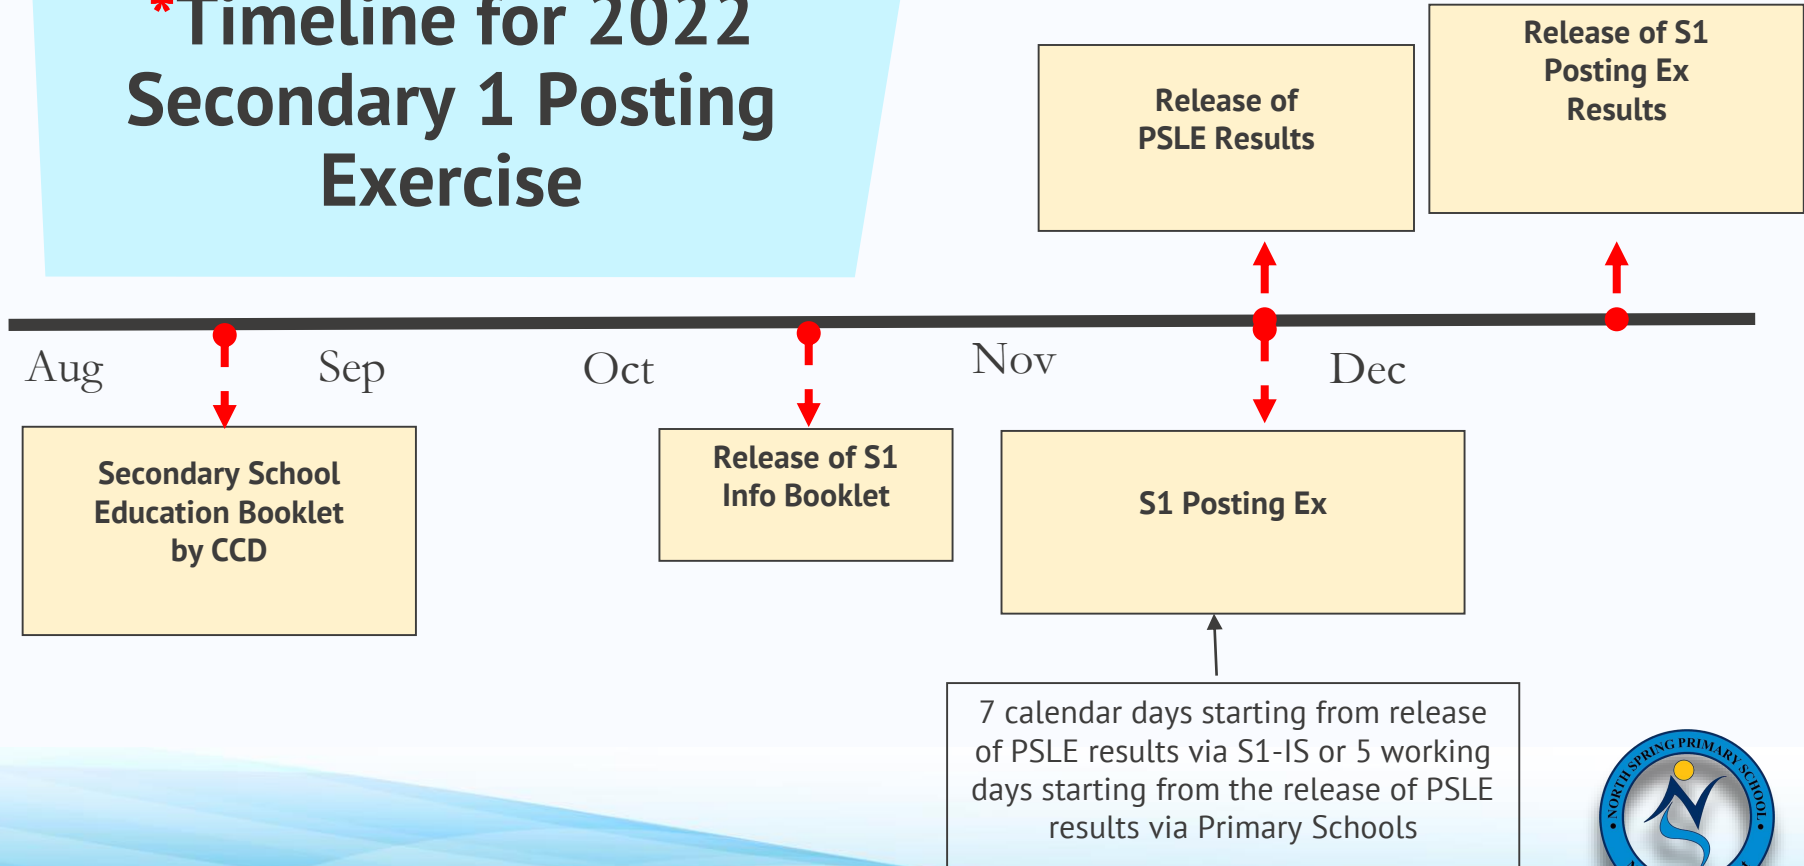 *Timeline for 2022
Secondary 1 Posting
Exercise
Release of
PSLE Results
Release of S1
Posting Ex
Results
Aug
Sep
Oct
Nov
Dec
Secondary School
Education Booklet
by CCD
Release of S1
Info Booklet
S1 Posting Ex
7 calendar days starting from release
of PSLE results via S1-IS or 5 working
days starting from the release of PSLE
results via Primary Schools
• NORTH SPRING PRIMARY SCHOOL •